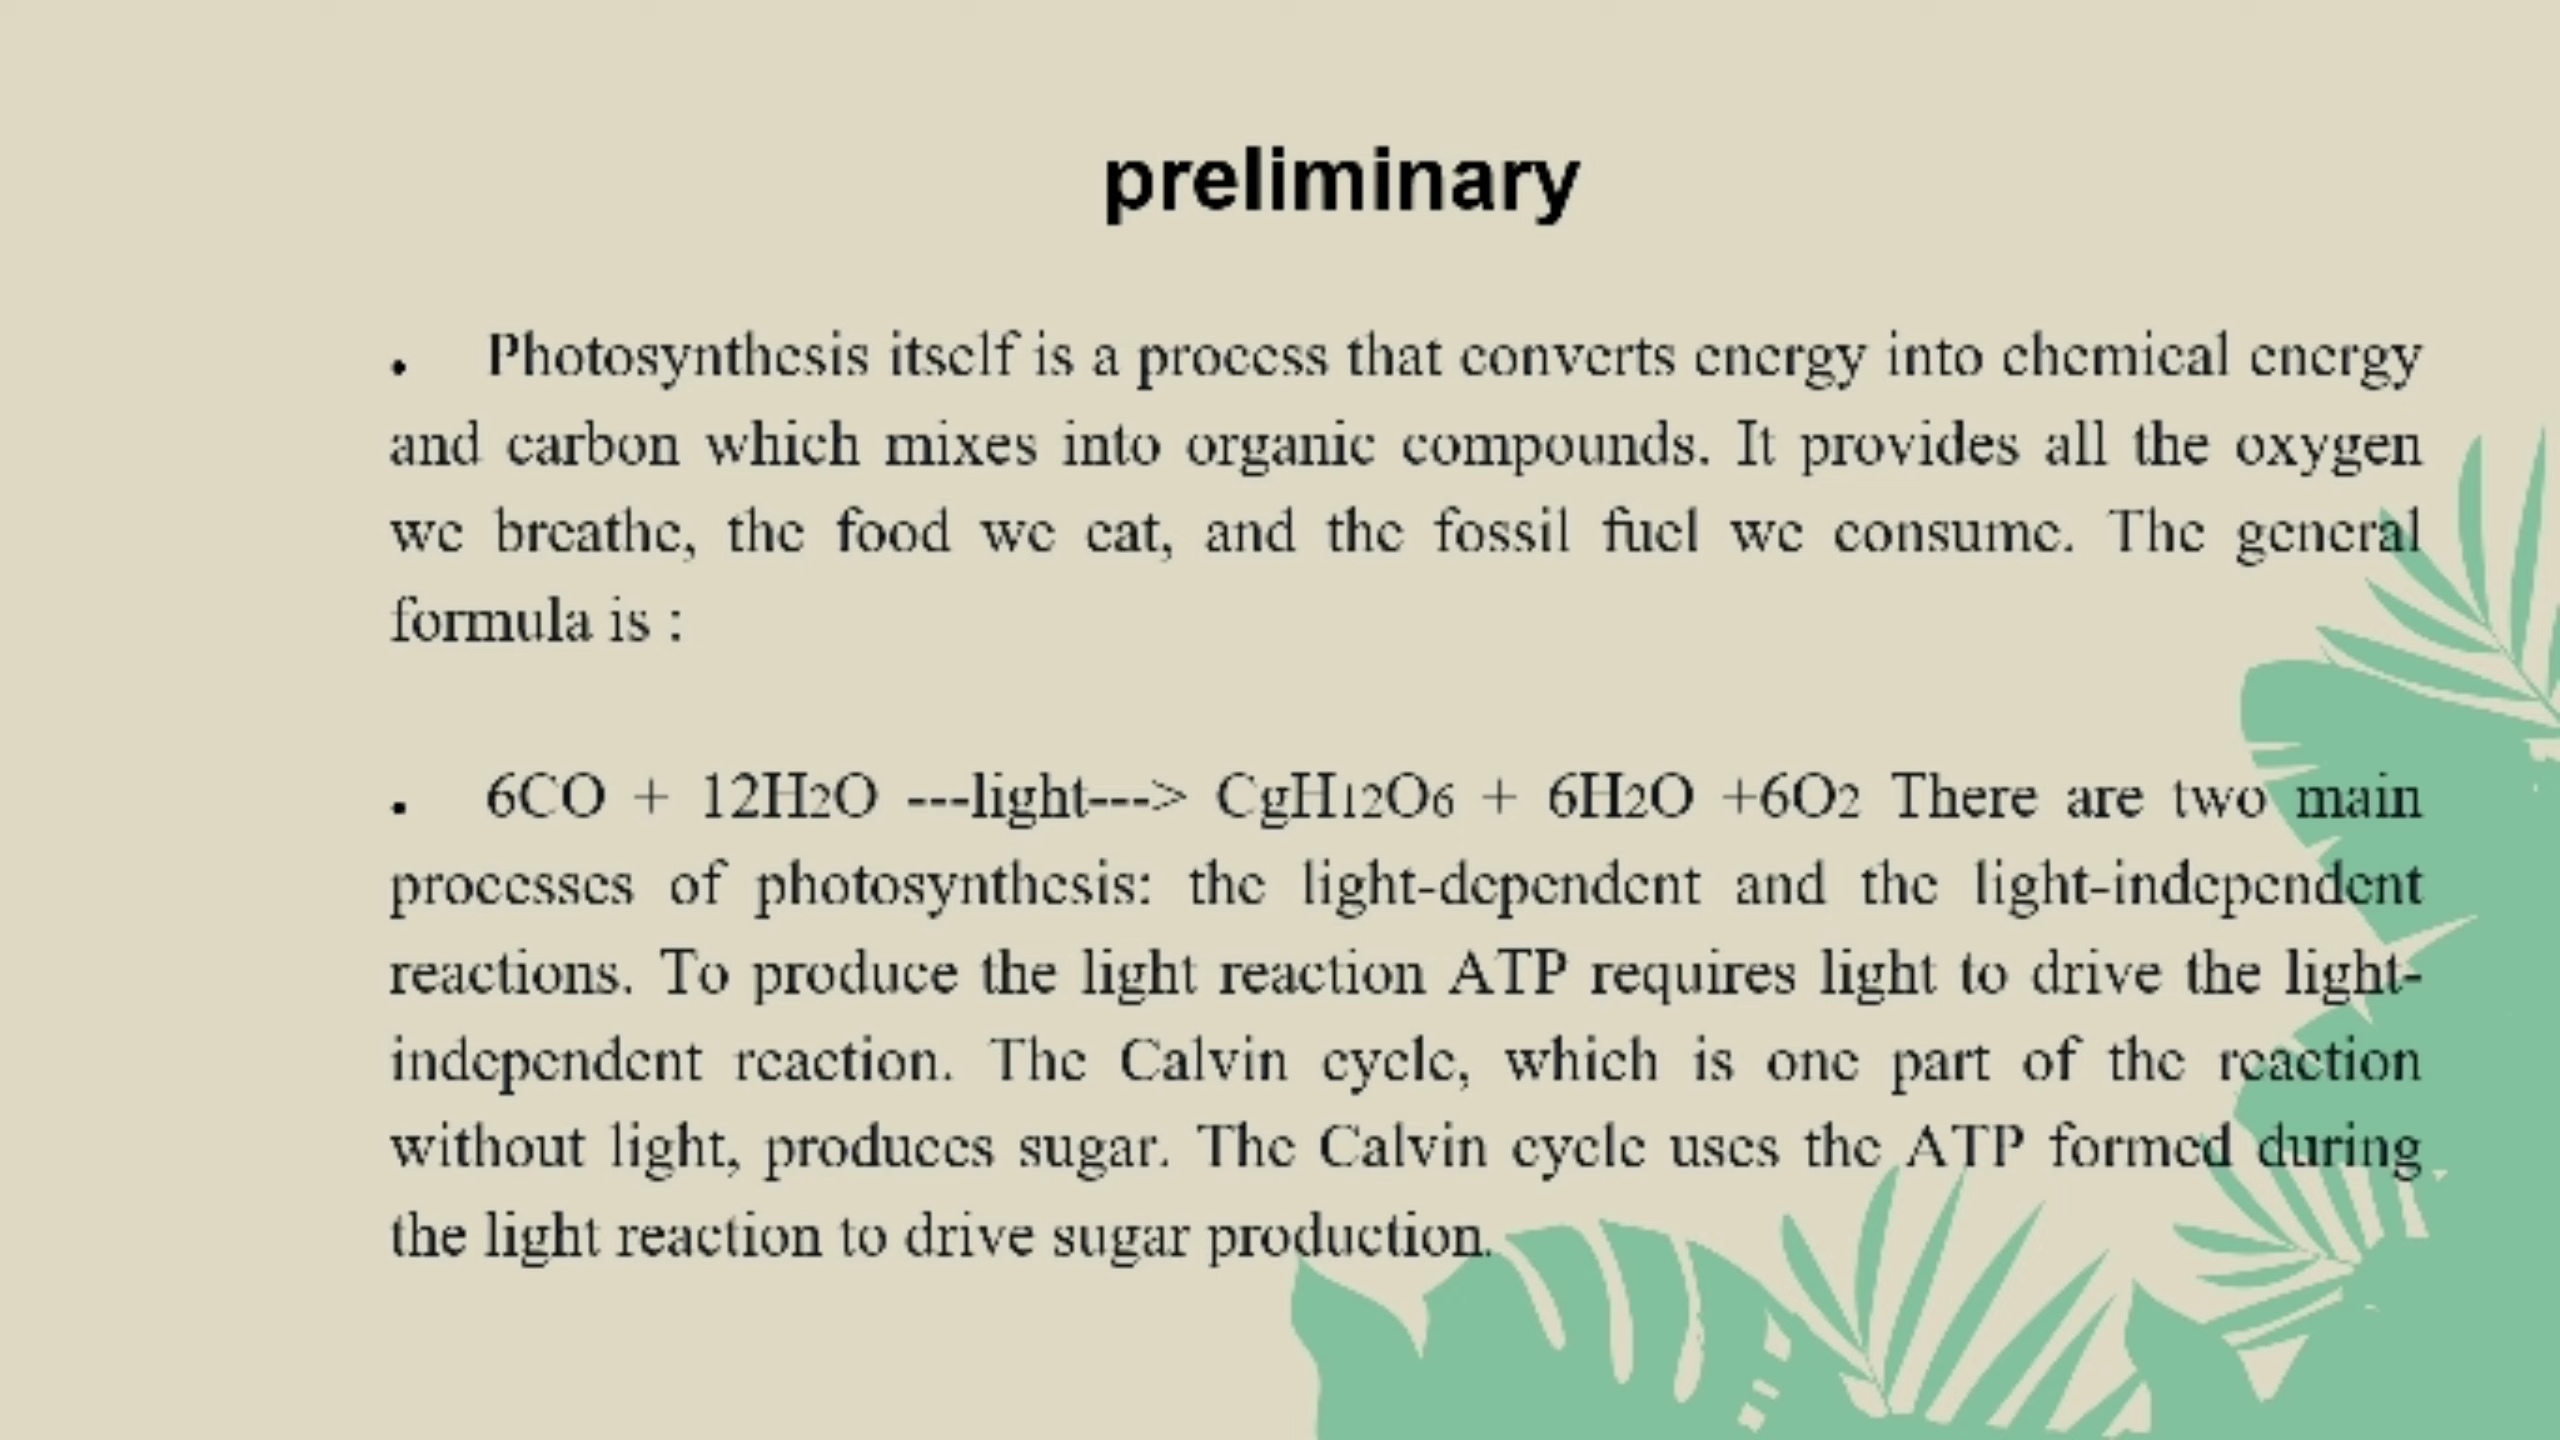 preliminary
• Photosynthesis itself is a process that converts energy into chemical energy
and carbon which mixes into organic compounds. It provides all the oxygen
we breathe, the food we eat, and the fossil fuel we consume. The general
formula is :
• 6CO + 12H2O ---light---> CgH12O6 + 6H2O +6O2 There are two main
processes of photosynthesis: the light-dependent and the light-independent
reactions. To produce the light reaction ATP requires light to drive the light-
independent reaction. The Calvin cycle, which is one part of the reaction
without light, produces sugar. The Calvin cycle uses the ATP formed during
the light reaction to drive sugar production.